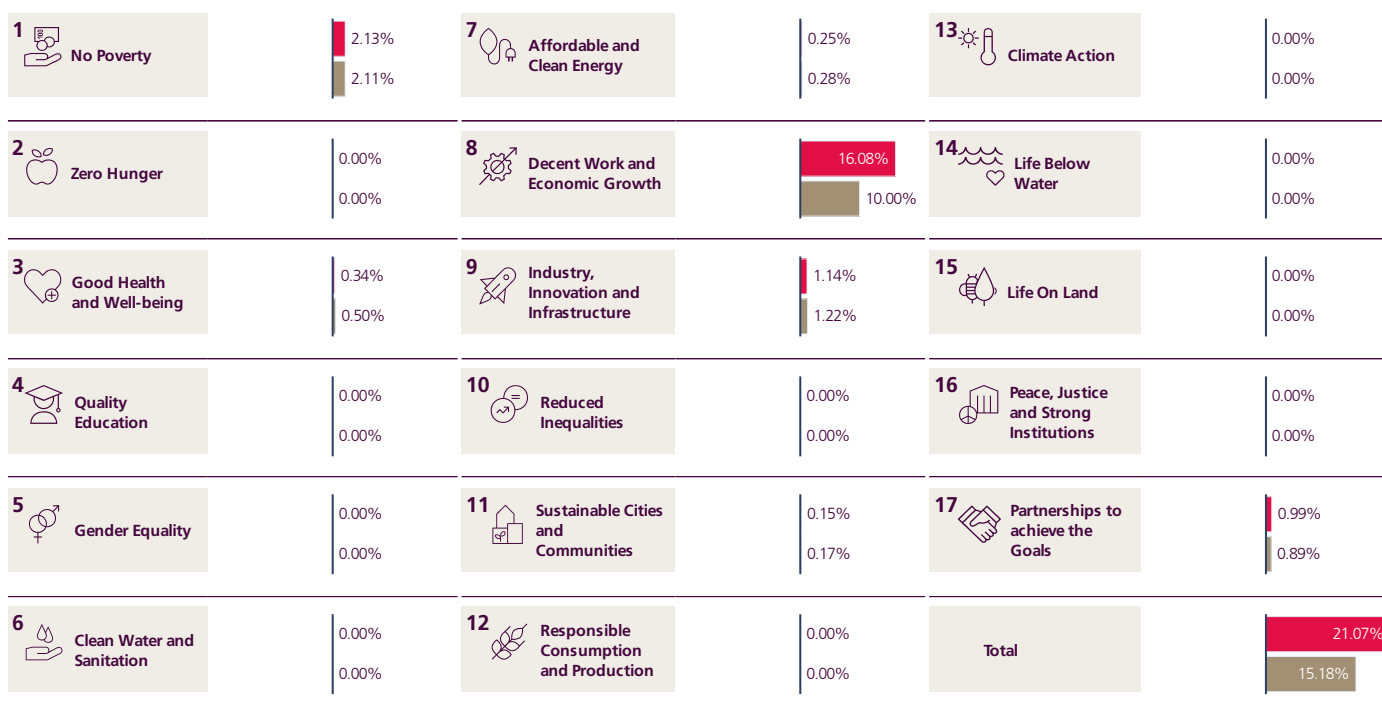 1
No Poverty
2.13%
2.11%
2
Zero Hunger
0.00%
0.00%
3
Good Health
and Well-being
0.34%
0.50%
4
Quality
Education
0.00%
0.00%
5
Gender Equality
0.00%
0.00%
6
Clean Water and
Sanitation
0.00%
0.00%
7
Affordable and
Clean Energy
0.25%
0.28%
8
Decent Work and
Economic Growth
16.08%
10.00%
9
Industry,
Innovation and
Infrastructure
1.14%
1.22%
10
Reduced
Inequalities
0.00%
0.00%
11
Sustainable Cities
and
Communities
0.15%
0.17%
12
Responsible
Consumption
and Production
0.00%
0.00%
13
Climate Action
0.00%
0.00%
14
Life Below
Water
0.00%
0.00%
15
Life On Land
0.00%
0.00%
16
Peace, Justice
and Strong
Institutions
0.00%
0.00%
17
Partnerships to
achieve the
Goals
0.99%
0.89%
Total
21.07%
15.18%